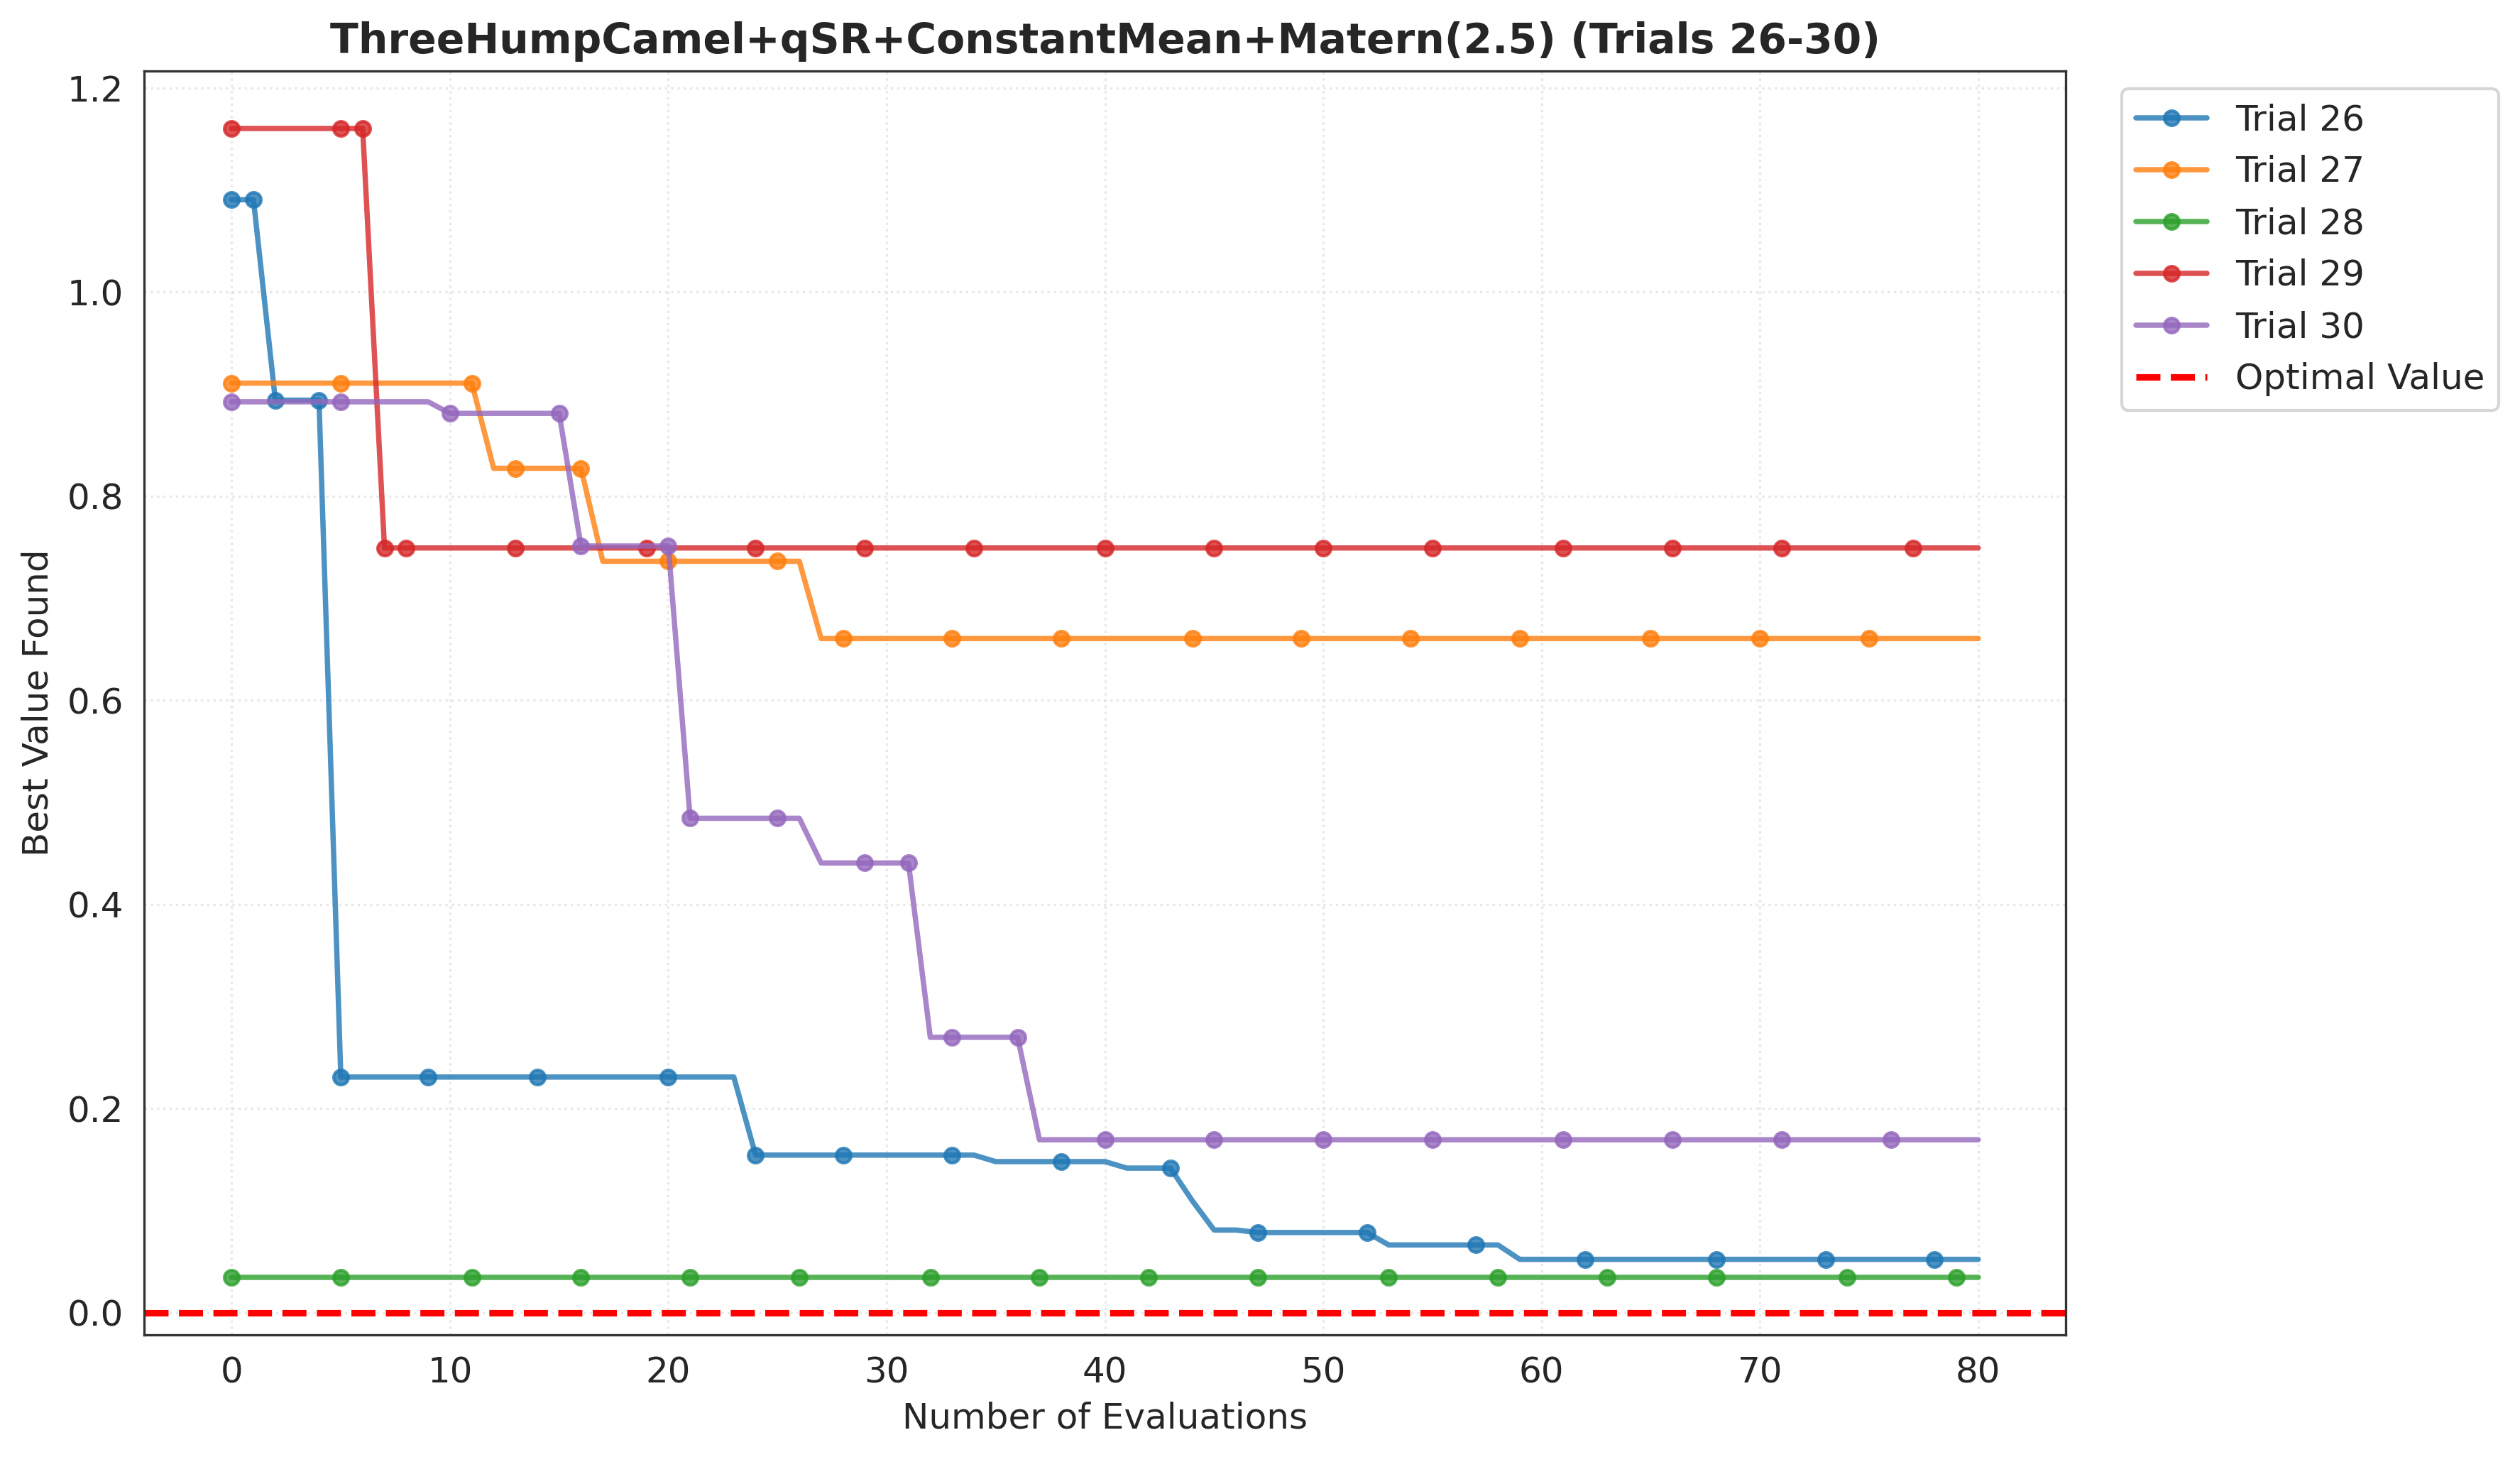 ThreeHumpCamel+qSR+ConstantMean+Matern(2.5) (Trials 26-30)
Best Value Found
1.2
1.0
0.8
0.6
0.4
0.2
0.0
0 10 20 30 40 50 60 70 80
Number of Evaluations
Trial 26
Trial 27
Trial 28
Trial 29
Trial 30
Optimal Value